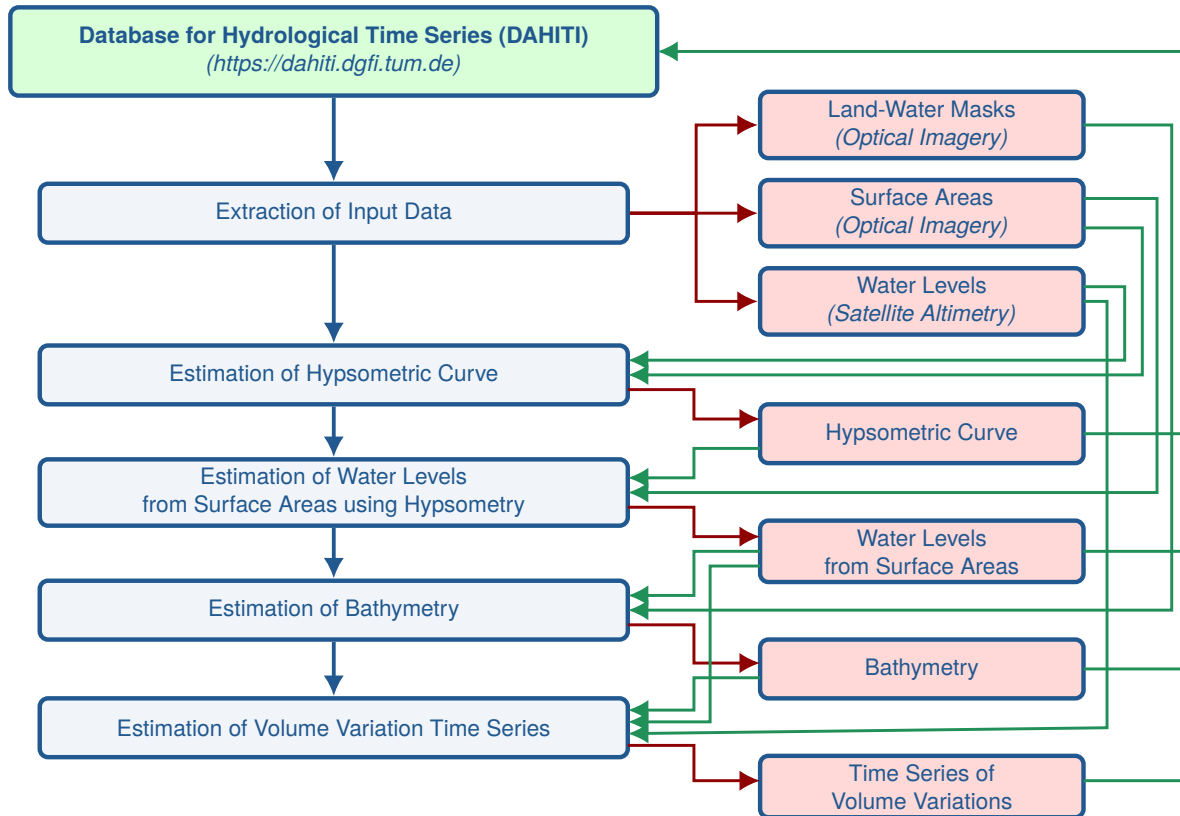 Database for Hydrological Time Series (DAHITI)
(https://dahiti.dgfi.tum.de)
Land-Water Masks
(Optical Imagery)
Extraction of Input Data
Surface Areas
(Optical Imagery)
Water Levels
(Satellite Altimetry)
Estimation of Hypsometric Curve
Hypsometric Curve
Estimation of Water Levels
from Surface Areas using Hypsometry
Water Levels
from Surface Areas
Estimation of Bathymetry
Bathymetry
Estimation of Volume Variation Time Series
Time Series of
Volume Variations